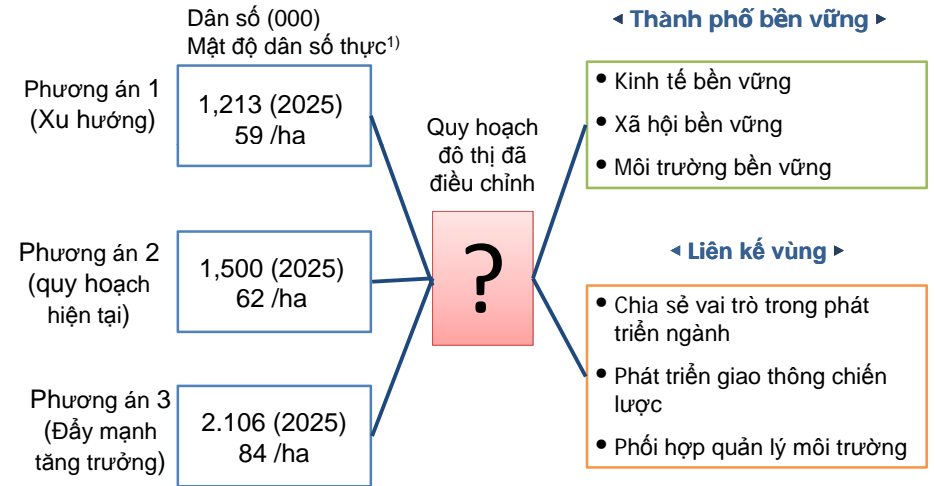 Dân số (000)
Mật độ dân số thực1)
Phương án 1
(Xu hướng)
1,213 (2025)
59 /ha
Phương án 2
(quy hoạch
hiện tại)
1,500 (2025)
62 /ha
Phương án 3
(Đẩy mạnh
tăng trưởng)
2.106 (2025)
84 /ha
Quy hoạch
đô thị đã
điều chỉnh
?
◂ Thành phố bền vững ▸
• Kinh tế bền vững
• Xã hội bền vững
• Môi trường bền vững
◂ Liên kế vùng ▸
• Chia sẻ vai trò trong phát
triển ngành
• Phát triển giao thông chiến
lược
• Phối hợp quản lý môi trường